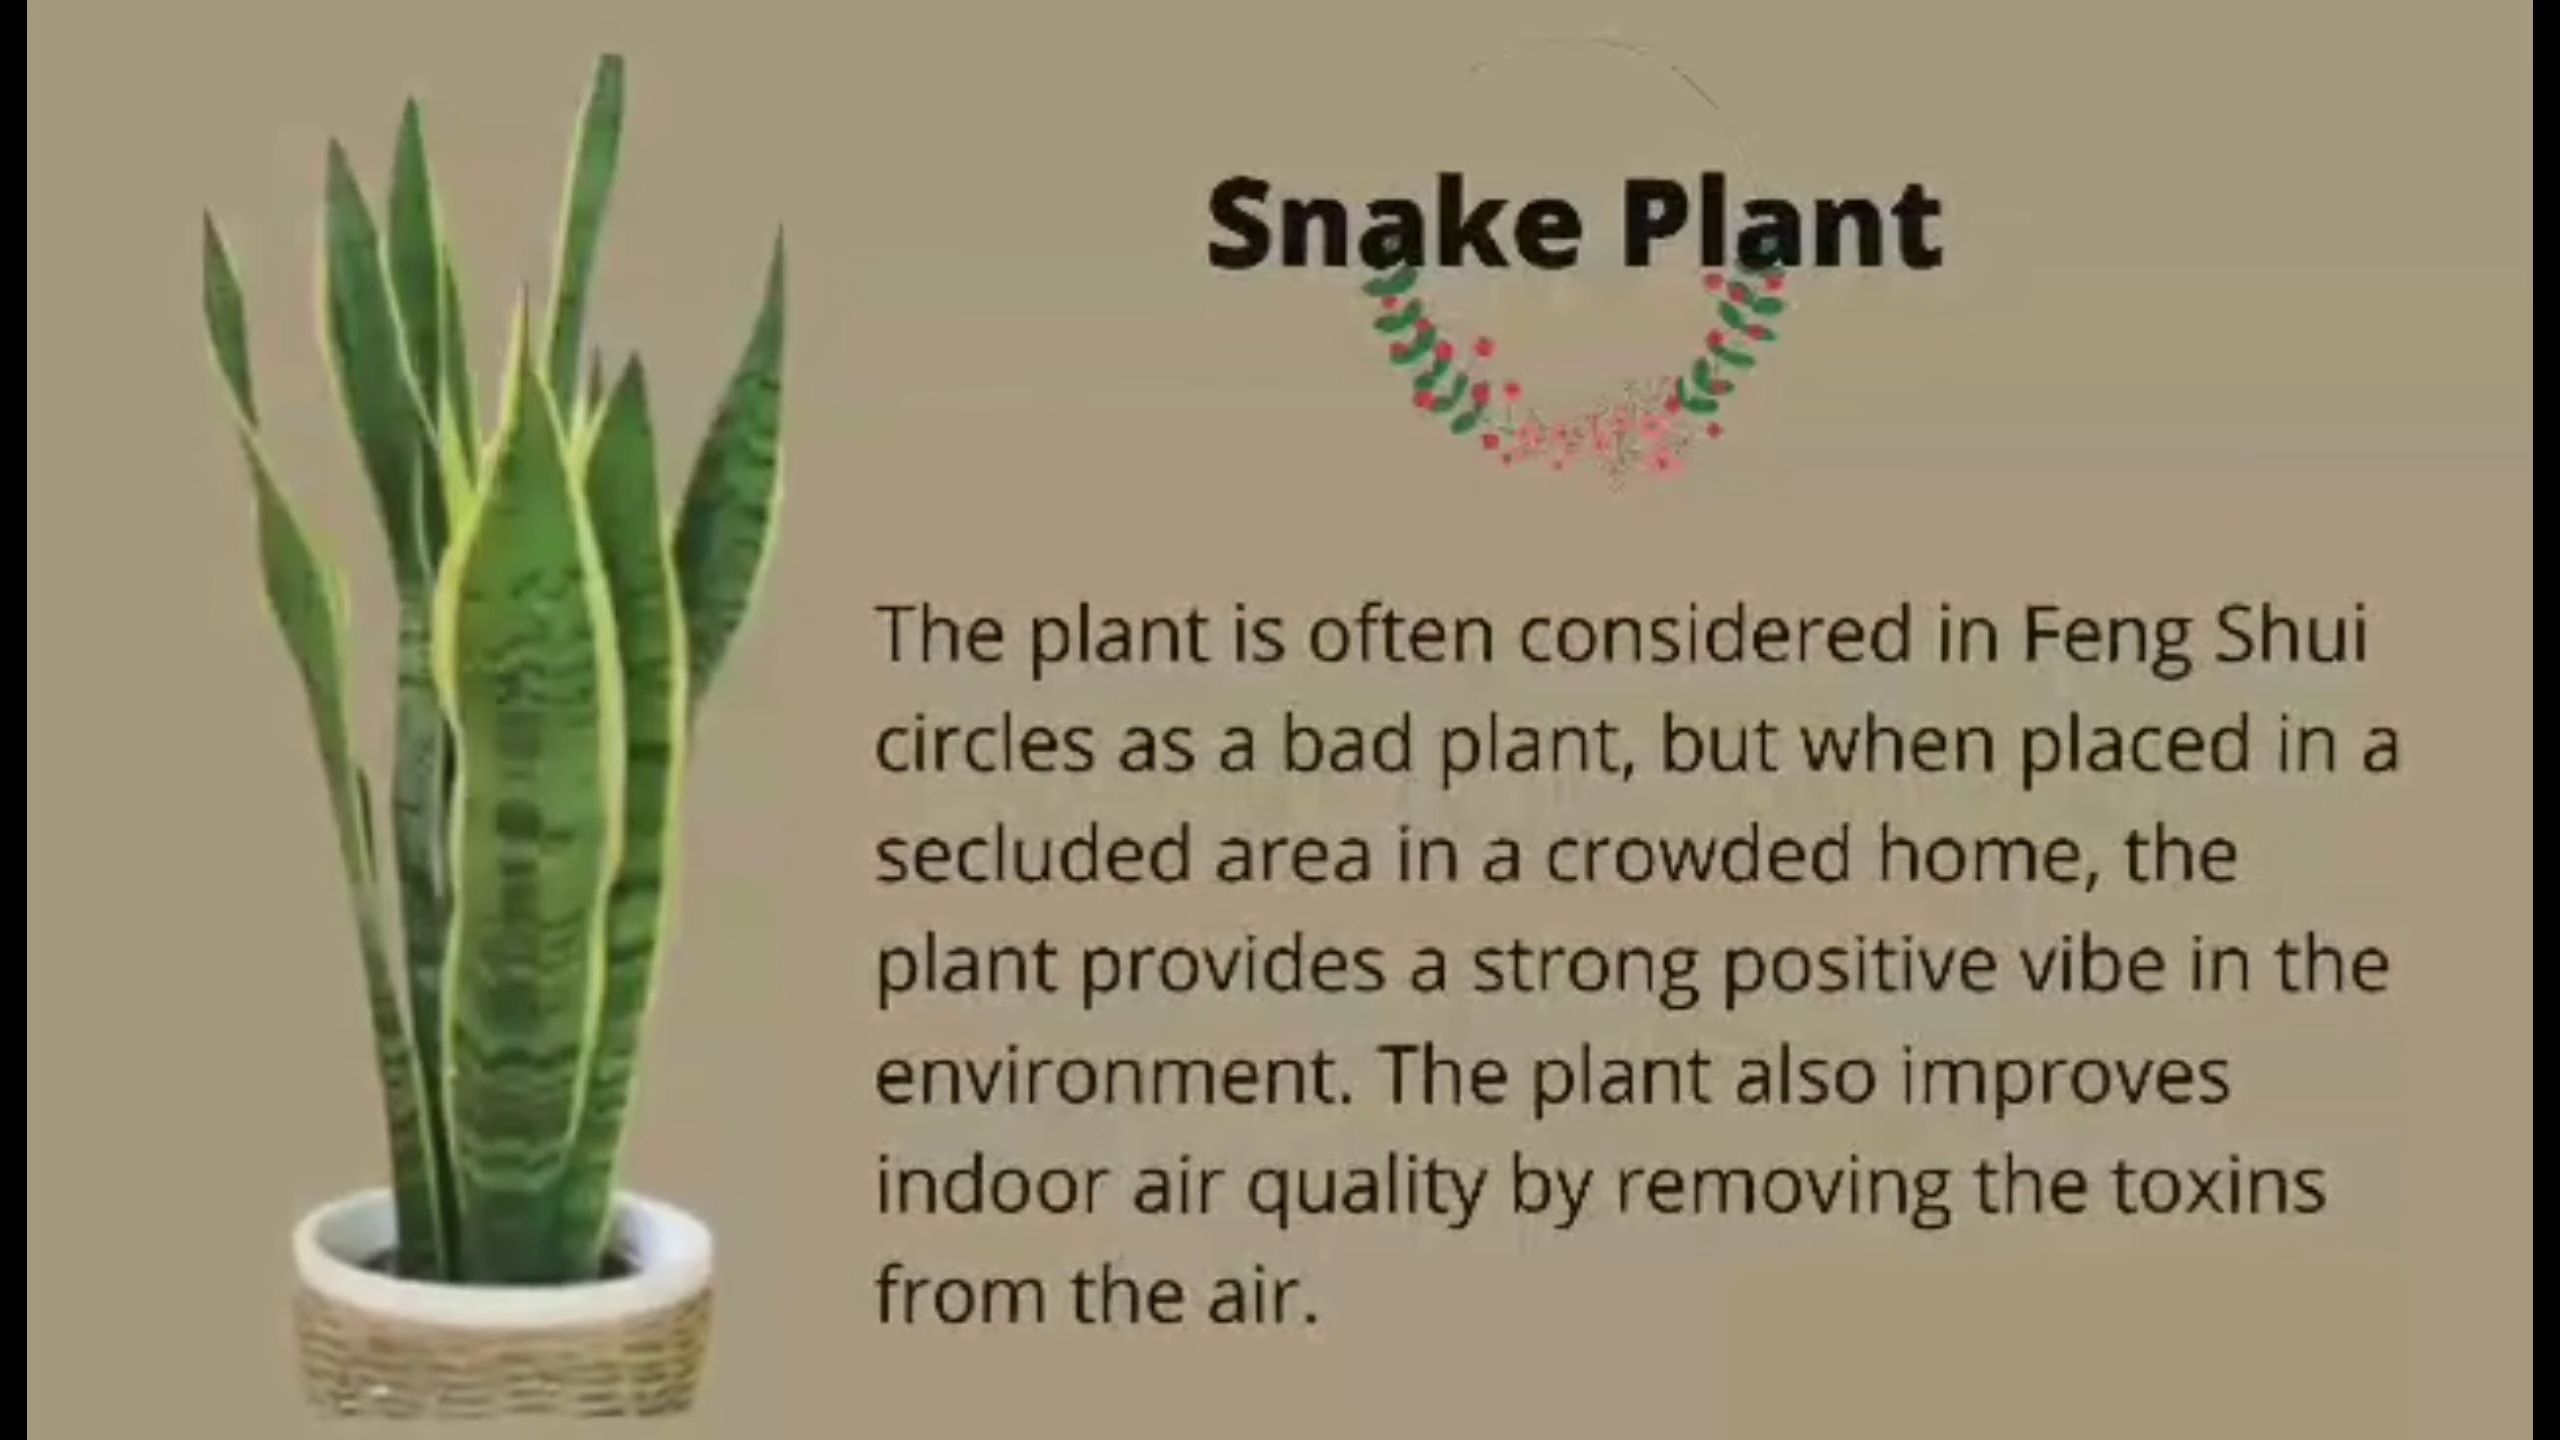 Snake Plant
The plant is often considered in Feng Shui
circles as a bad plant, but when placed in a
secluded area in a crowded home, the
plant provides a strong positive vibe in the
environment. The plant also improves
indoor air quality by removing the toxins
from the air.